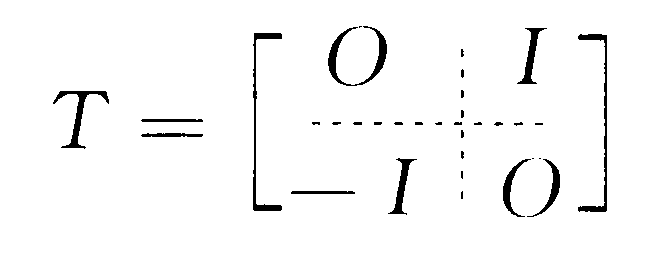 T = [ O I
− I O ]